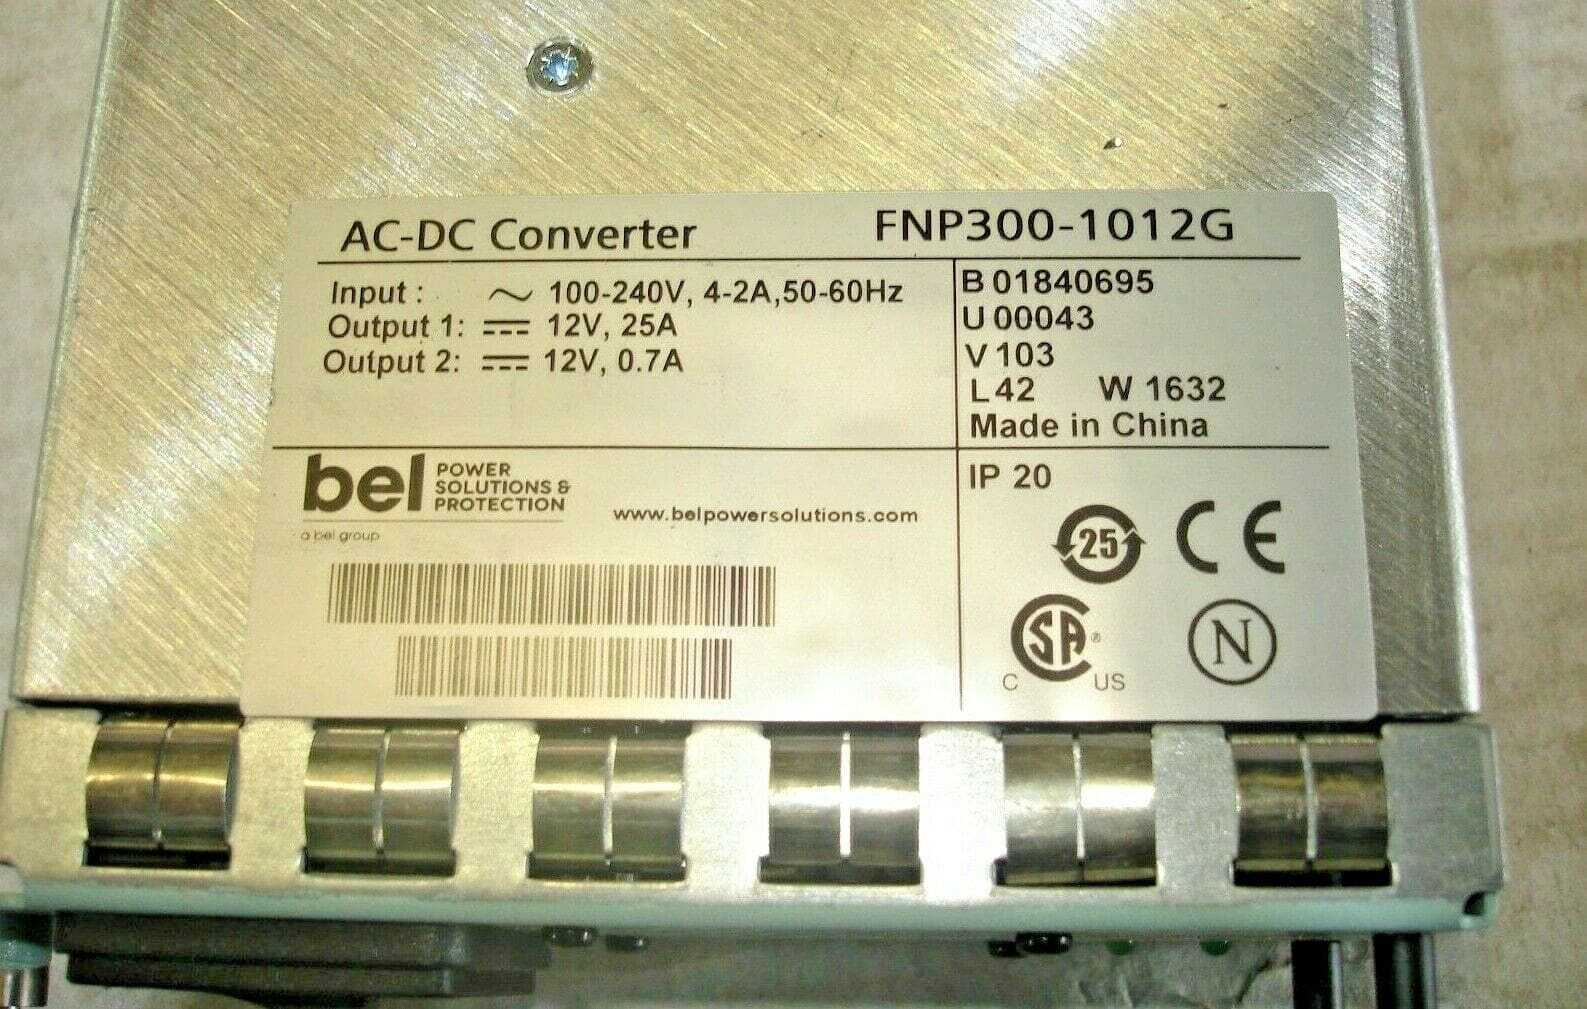 AC-DC Converter FNP300-1012G
Input : ～ 100-240V, 4-2A,50-60Hz
Output 1: ⎓ 12V, 25A
Output 2: ⎓ 12V, 0.7A
B 01840695
U 00043
V 103
L 42 W 1632
Made in China
bel POWER
SOLUTIONS &
PROTECTION
a bel group
www.belpowersolutions.com
IP 20
25 CE
CSA ®
C US
N